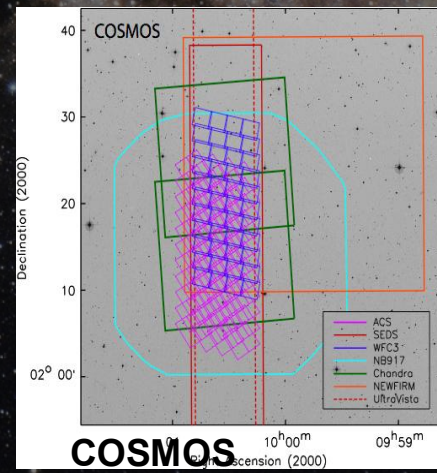 COSMOS
40
30
20
10
02° 00'
Declination (2000)
ACS
SEDS
WFC3
NB917
Chandra
NEWFIRM
UltraVista
10ʰ00ᵐ
09ʰ59ᵐ
Ascension (2000)
COSMOS